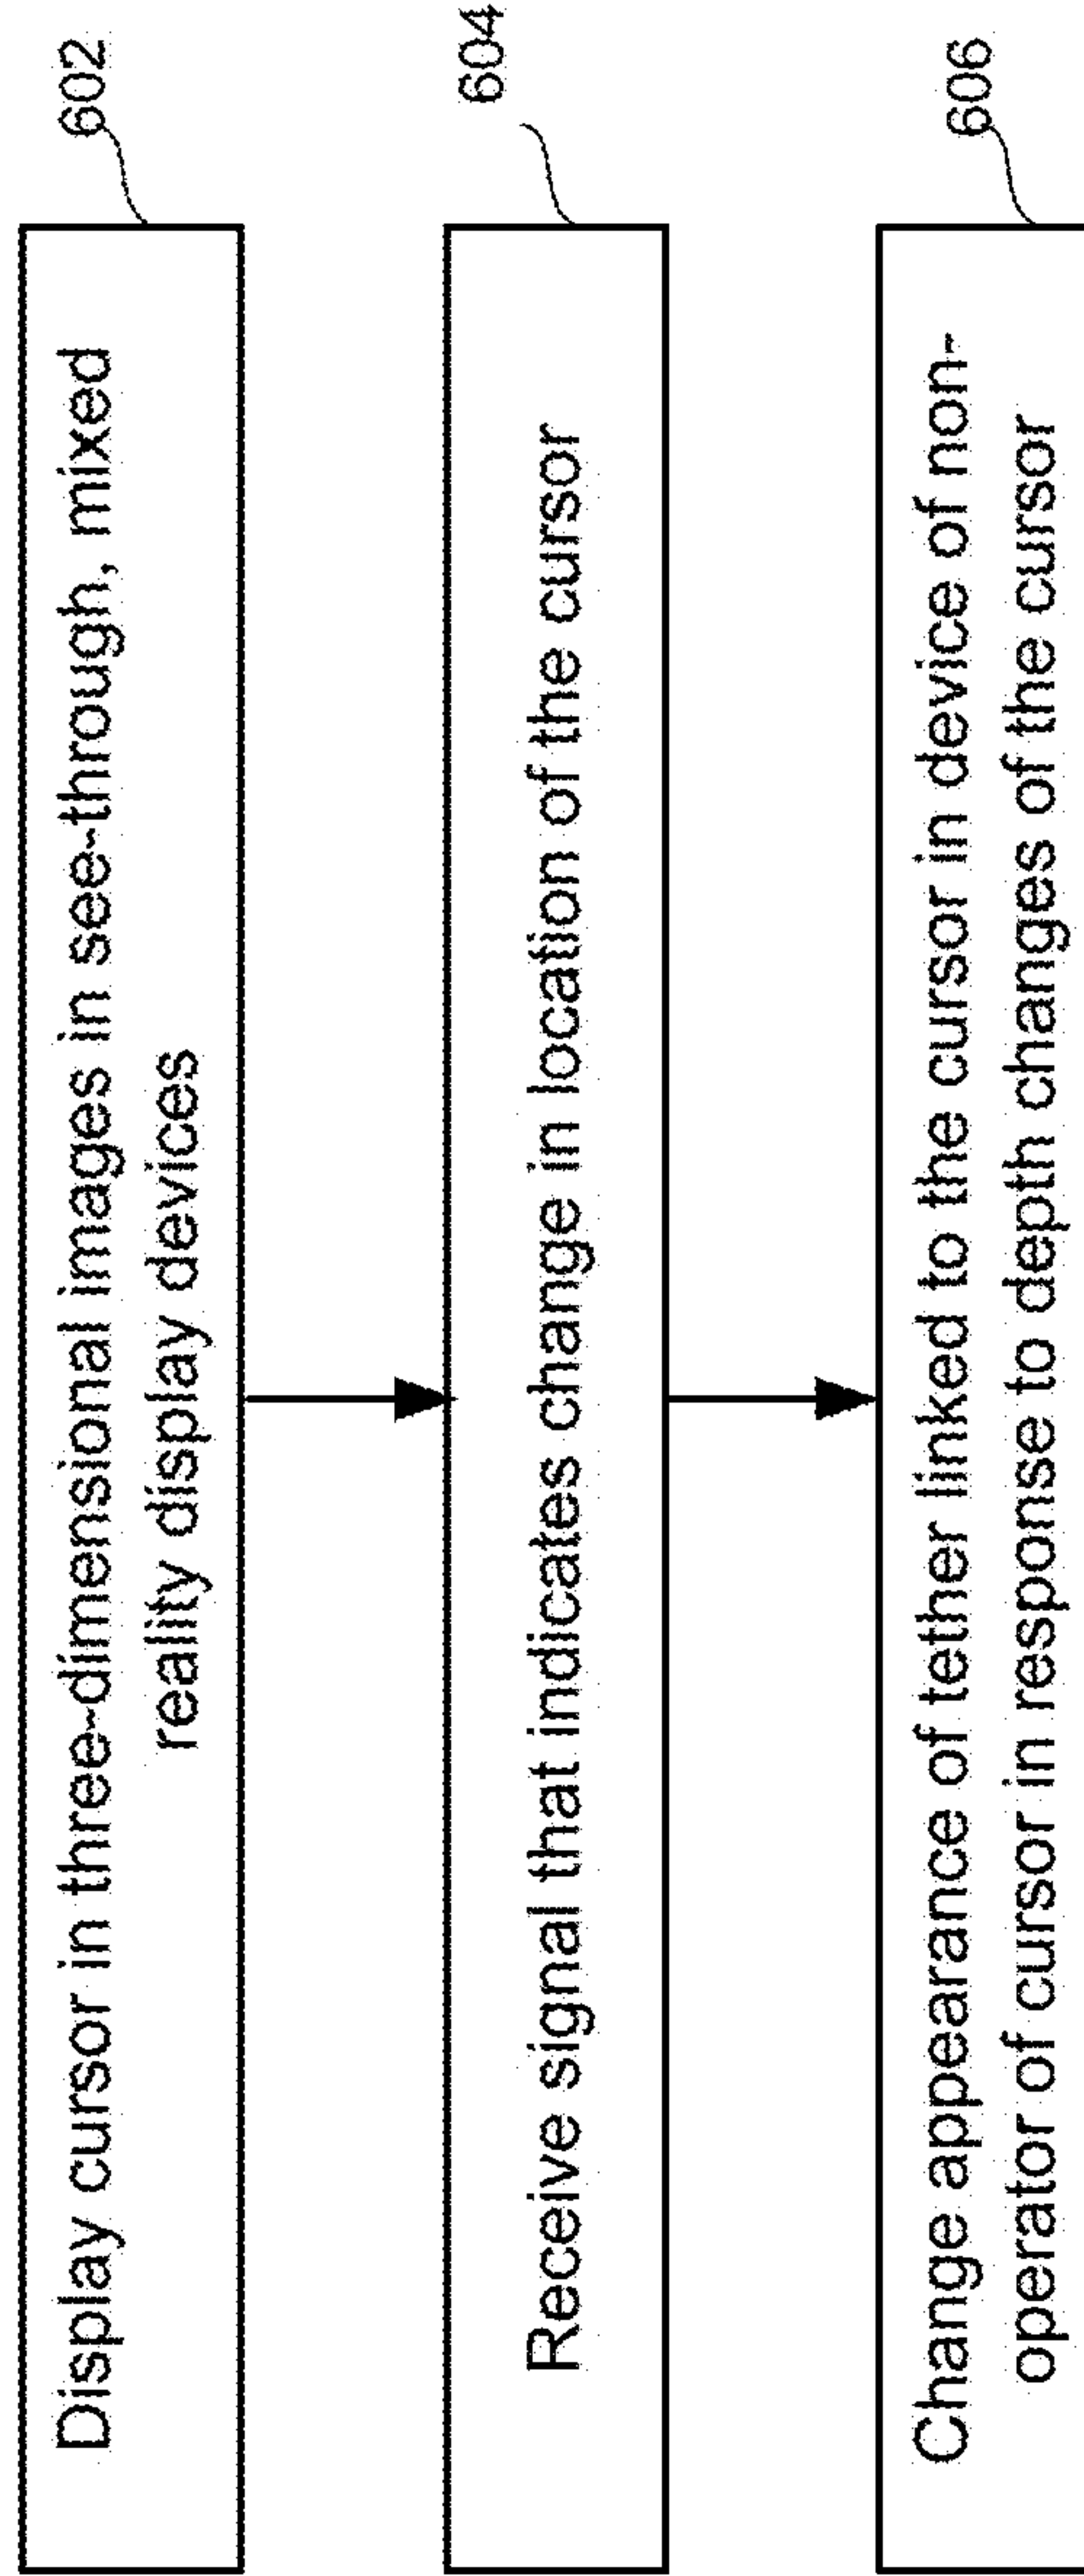 Display cursor in three-dimensional images in see-through, mixed
reality display devices
602
Receive signal that indicates change in location of the cursor
604
Change appearance of tether linked to the cursor in device of non-
operator of cursor in response to depth changes of the cursor
606